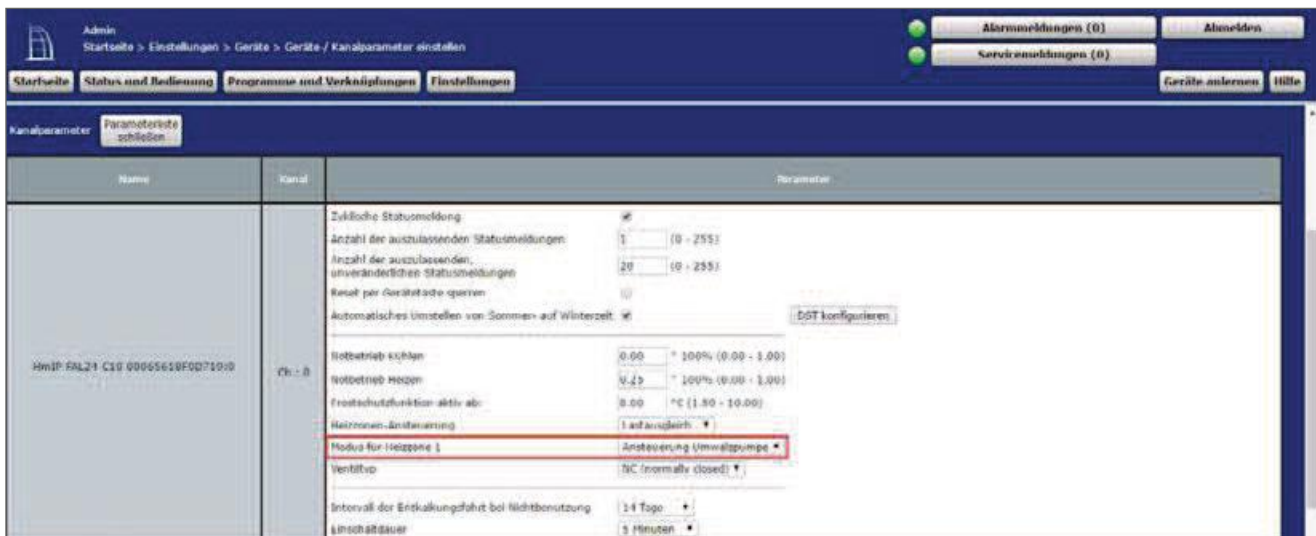 Admin
Startseite > Einstellungen > Geräte > Geräte-/ Kanalparameter einstellen
Alarmmeldungen (0)
Abmelden
Servicemeldungen (0)
Startseite
Status und Bedienung
Programme und Verknüpfungen
Einstellungen
Geräte anlernen
Hilfe
Kanalparameter
Parameterliste
schließen
Name
Kanal
Parameter
Zyklische Statusmeldung
Anzahl der auszulassenden Statusmeldungen 1 (0 - 255)
Anzahl der auszulassenden,
unveränderlichen Statusmeldungen 20 (0 - 255)
Reset per Gerätetaste sperren
Automatisches Umstellen von Sommer- auf Winterzeit
DST konfigurieren
Notbetrieb Kühlen 0.00 * 100% (0.00 - 1.00)
HmIP-FAL24-C10
Ch.: 0
Notbetrieb Heizen 0.25 * 100% (0.00 - 1.00)
Frostschutzfunktion aktiv ab: °C (1.50 - 10.00)
Heizzonen-Ansteuerung Lastausgleich
Modus für Heizzone 1 Ansteuerung Umwälzpumpe
Ventiltyp NC (normally closed)
Intervall der Entkalkungsfahrt bei Nichtbenutzung 14 Tage
Einschaltdauer 5 Minuten